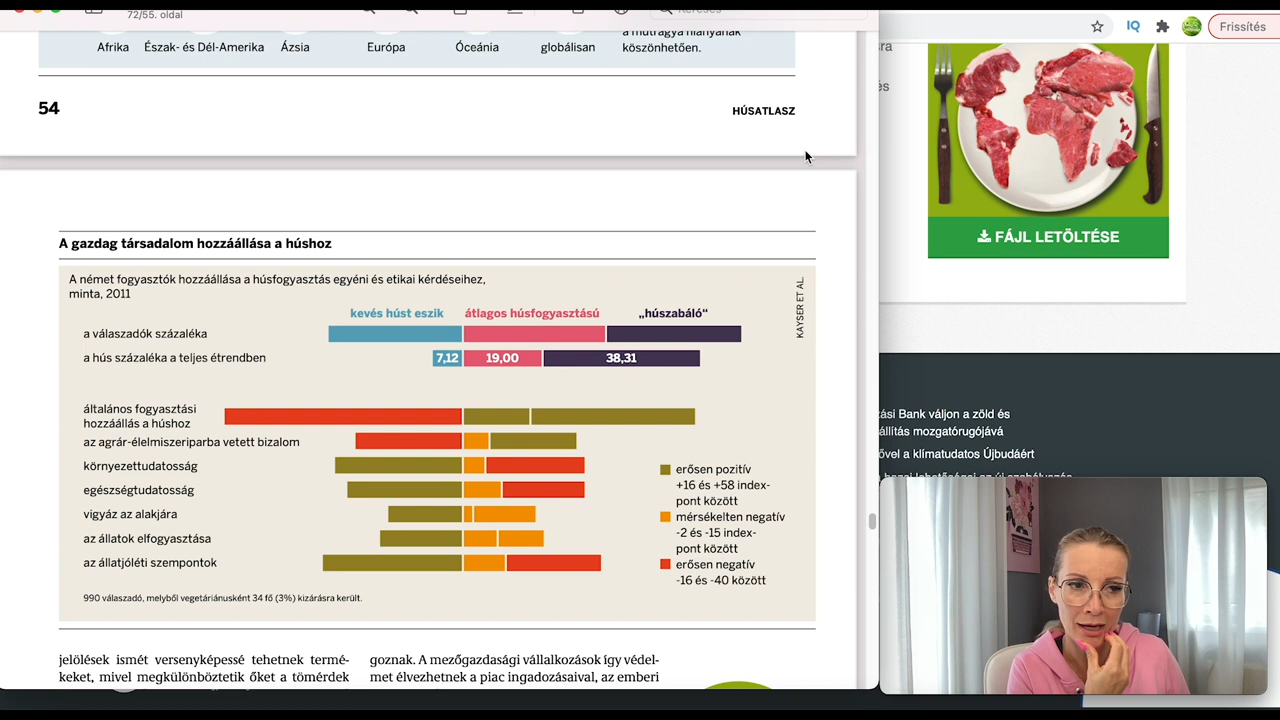 72/55. oldal
Keresés
Frissítés
Afrika Észak- és Dél-Amerika Ázsia Európa Óceánia globálisan
a műtrágya hiányának
köszönhetően.
54
HÚSATLASZ
FÁJL LETÖLTÉSE
A gazdag társadalom hozzáállása a húshoz
A német fogyasztók hozzáállása a húsfogyasztás egyéni és etikai kérdéseihez,
minta, 2011
KAYSER ET AL.
kevés húst eszik átlagos húsfogyasztású „húszabáló“
a válaszadók százaléka
a hús százaléka a teljes étrendben 7,12 19,00 38,31
általános fogyasztási
hozzáállás a húshoz
az agrár-élelmiszeriparba vetett bizalom
környezettudatosság
egészségtudatosság
vigyáz az alakjára
az állatok elfogyasztása
az állatjóléti szempontok
erősen pozitív
+16 és +58 index-
pont között
mérsékelten negatív
-2 és -15 index-
pont között
erősen negatív
-16 és -40 között
990 válaszadó, melyből vegetáriánusként 34 fő (3%) kizárásra került.
jelölések ismét versenyképessé tehetnek termé-
keket, mivel megkülönböztetik őket a tömérdek
goznak. A mezőgazdasági vállalkozások így védel-
met élvezhetnek a piac ingadozásaival, az emberi
ási Bank váljon a zöld és
állítás mozgatórugójává
ővel a klímatudatos Újbudáért